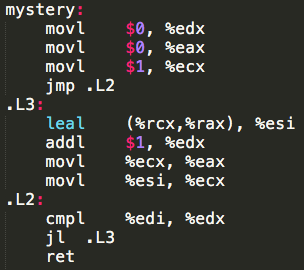 mystery:
movl $0, %edx
movl $0, %eax
movl $1, %ecx
jmp .L2
.L3:
leal (%rcx,%rax), %esi
addl $1, %edx
movl %ecx, %eax
movl %esi, %ecx
.L2:
cmpl %edi, %edx
jl .L3
ret